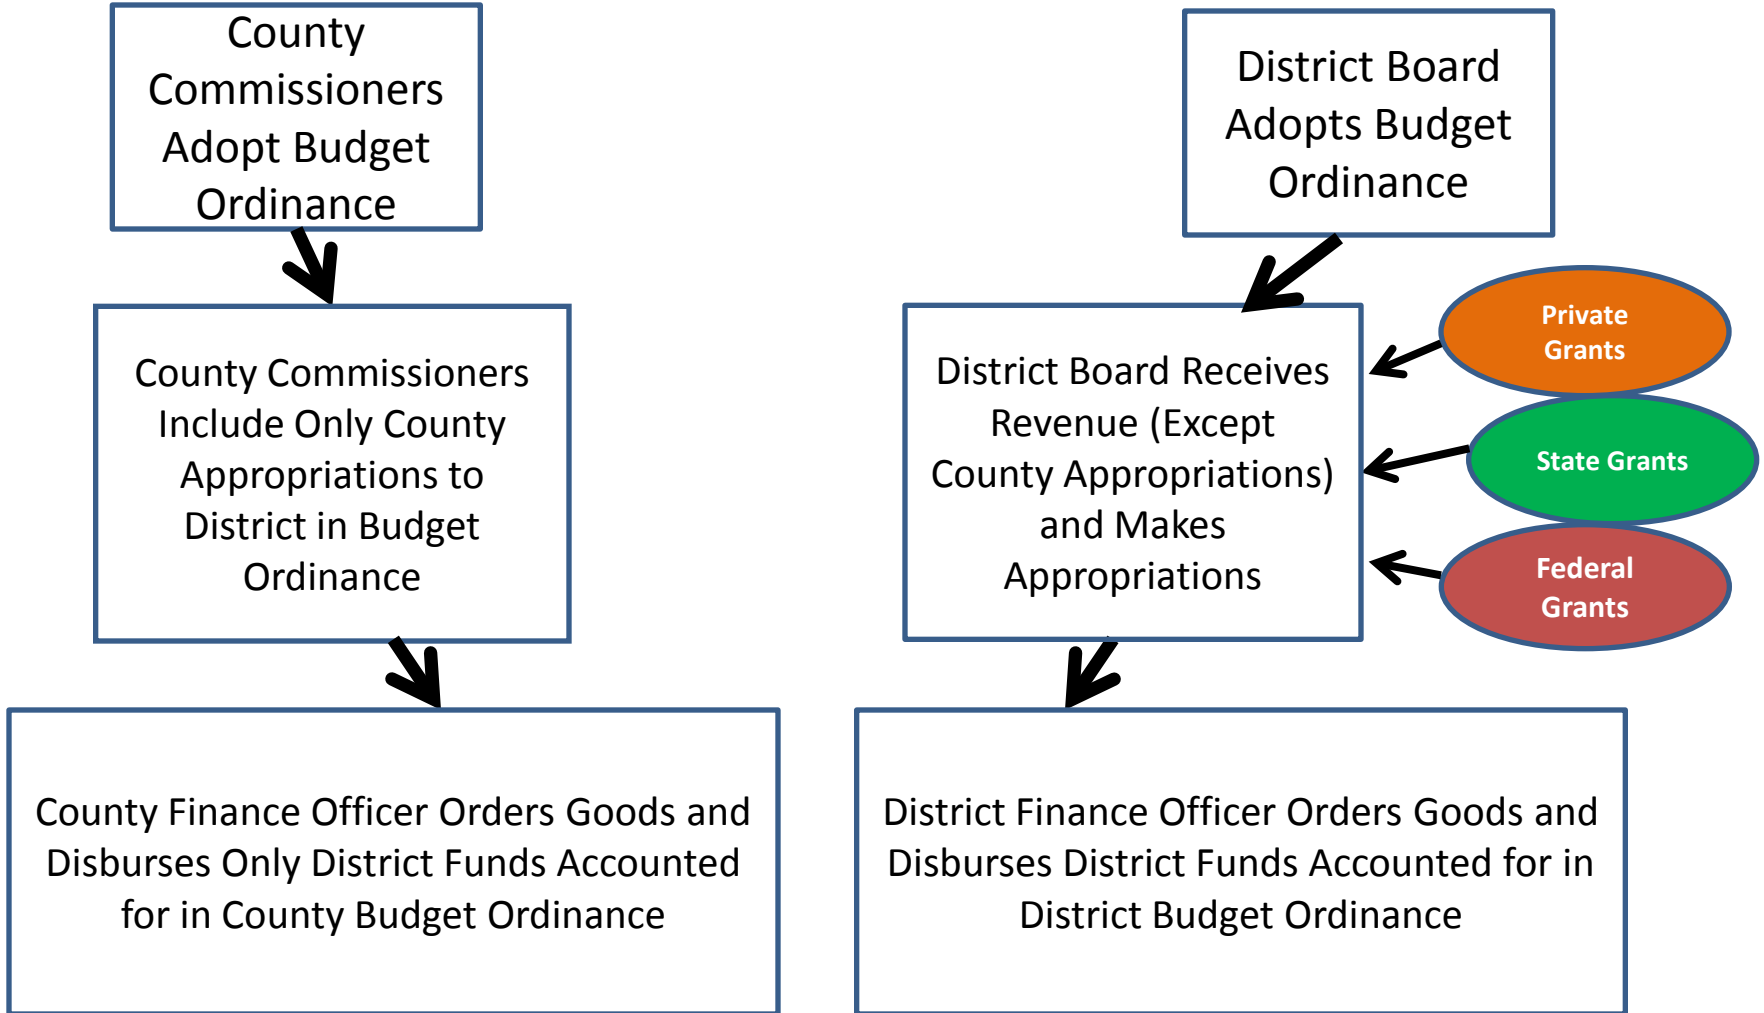 County
Commissioners
Adopt Budget
Ordinance
District Board
Adopts Budget
Ordinance
County Commissioners
Include Only County
Appropriations to
District in Budget
Ordinance
District Board Receives
Revenue (Except
County Appropriations)
and Makes
Appropriations
Private
Grants
State Grants
Federal
Grants
County Finance Officer Orders Goods and
Disburses Only District Funds Accounted
for in County Budget Ordinance
District Finance Officer Orders Goods and
Disburses District Funds Accounted for in
District Budget Ordinance